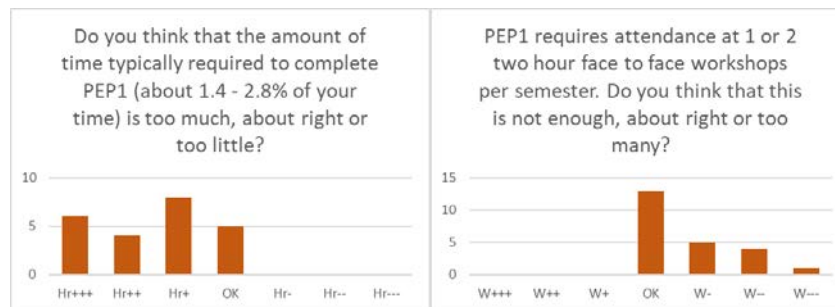 Do you think that the amount of
time typically required to complete
PEP1 (about 1.4 - 2.8% of your
time) is too much, about right or
too little?
10
5
0
Hr+++ Hr++ Hr+ OK Hr- Hr-- Hr---
PEP1 requires attendance at 1 or 2
two hour face to face workshops
per semester. Do you think that this
is not enough, about right or too
many?
15
10
5
0
W+++ W++ W+ OK W- W-- W---